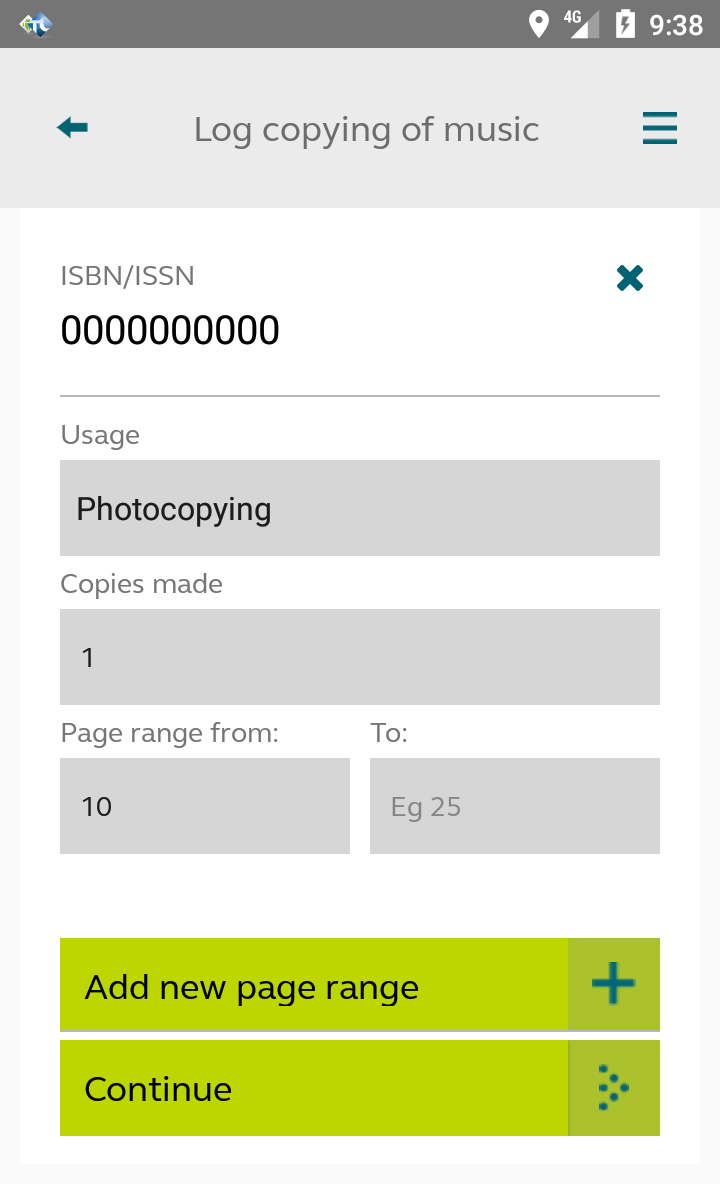 4G 9:38
Log copying of music
ISBN/ISSN
0000000000
Usage
Photocopying
Copies made
1
Page range from: To:
10 Eg 25
Add new page range
Continue